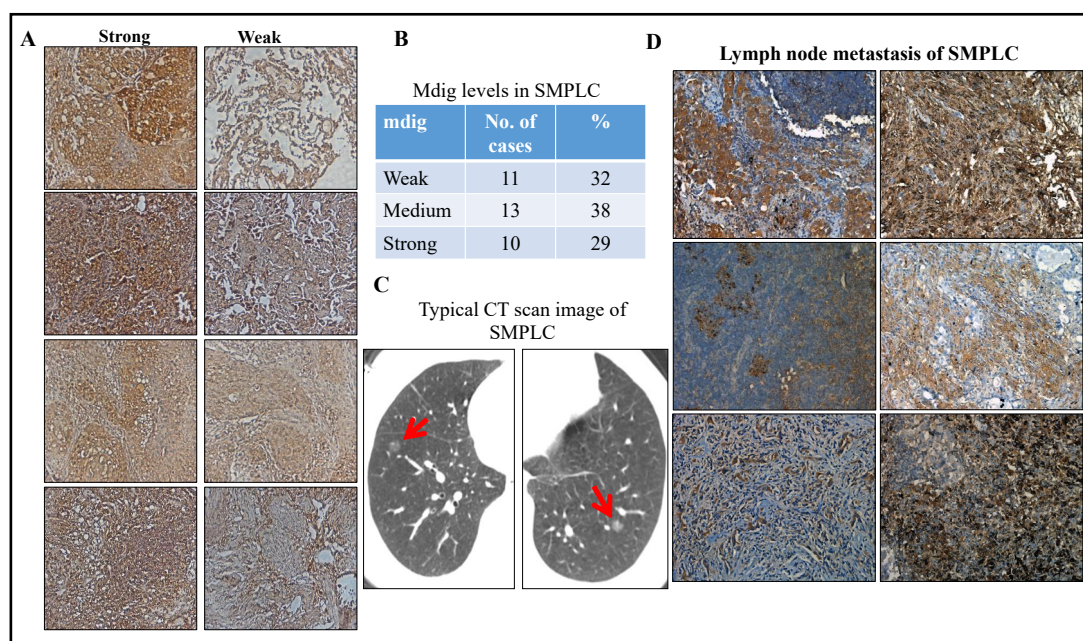 A
Strong
Weak
B
Mdig levels in SMPLC
mdig No. of cases %
Weak 11 32
Medium 13 38
Strong 10 29
C
Typical CT scan image of
SMPLC
D
Lymph node metastasis of SMPLC